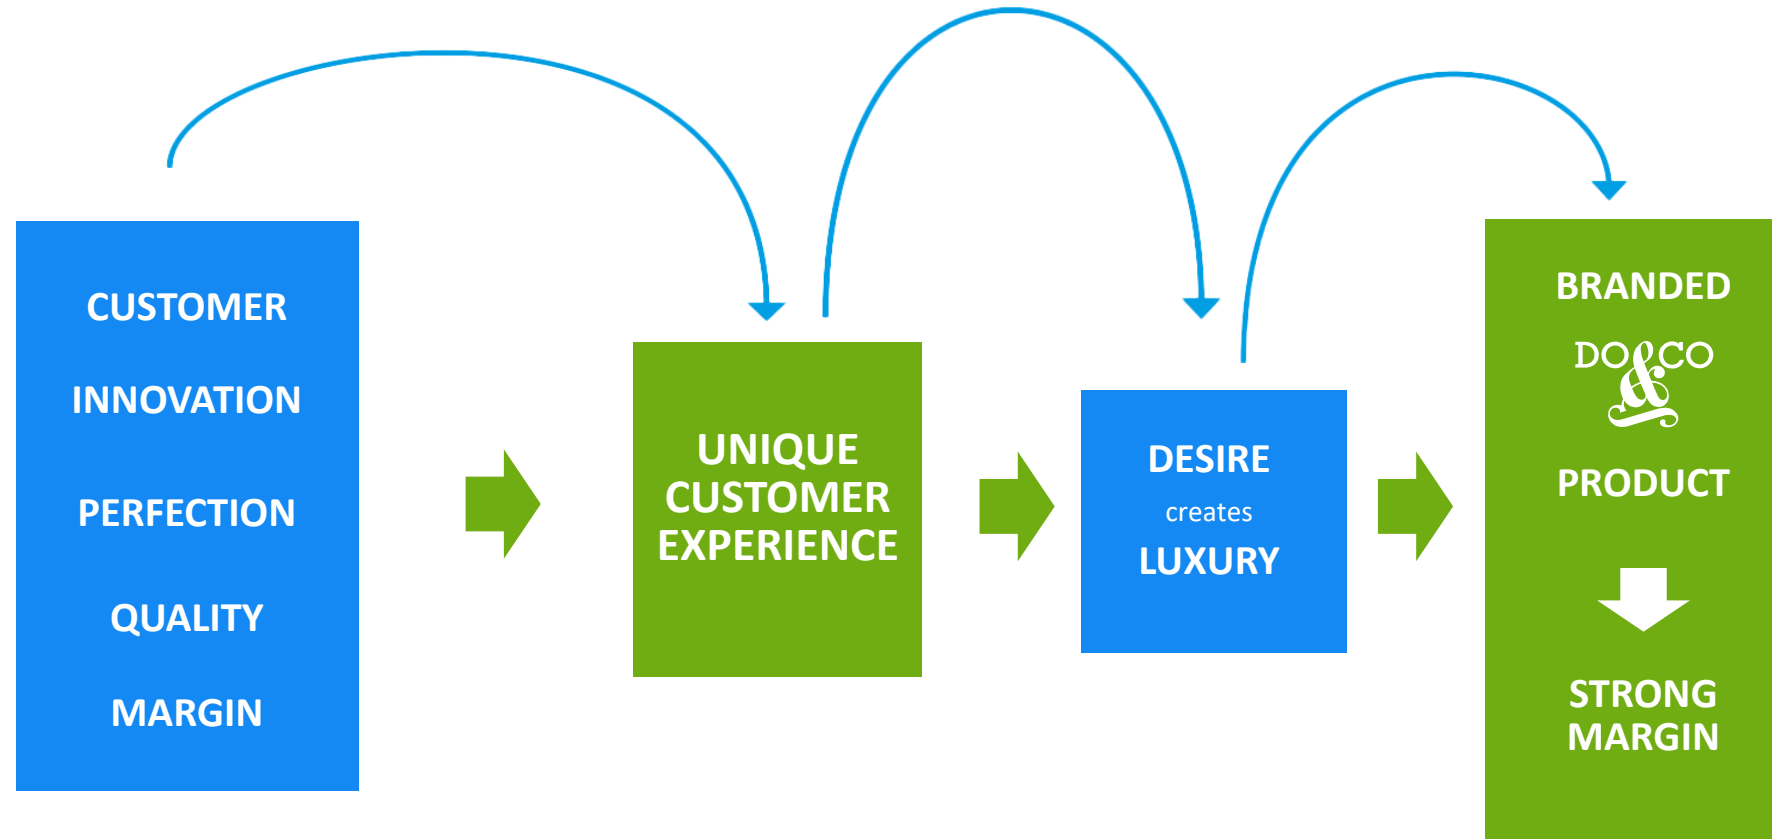 CUSTOMER
INNOVATION
PERFECTION
QUALITY
MARGIN
UNIQUE
CUSTOMER
EXPERIENCE
DESIRE
creates
LUXURY
BRANDED
DO & CO
PRODUCT
STRONG
MARGIN